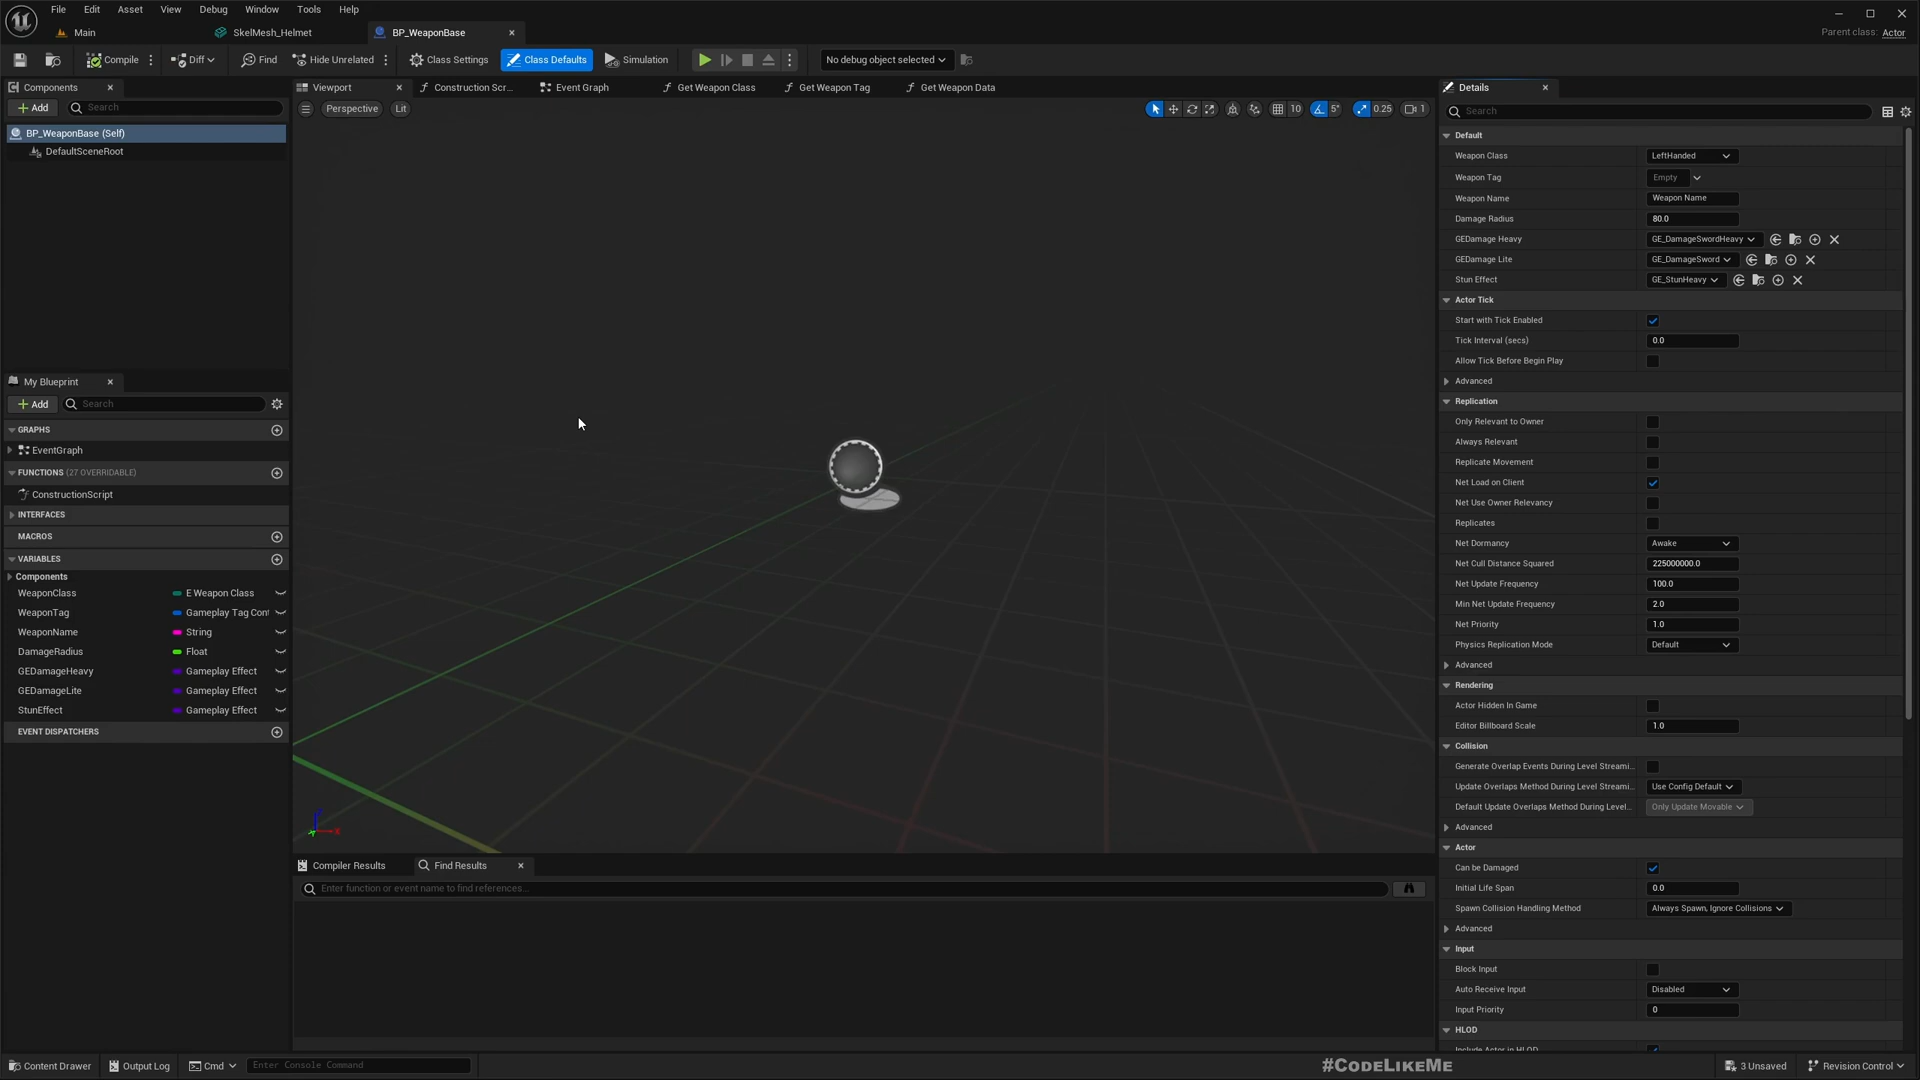 File Edit Asset View Debug Window Tools Help
Main SkelMesh_Helmet BP_WeaponBase
Parent class: Actor
Compile Diff Find Hide Unrelated Class Settings Class Defaults Simulation No debug object selected
Components
Add Search
BP_WeaponBase (Self)
DefaultSceneRoot
My Blueprint
Add Search
GRAPHS
EventGraph
FUNCTIONS (27 OVERRIDABLE)
ConstructionScript
INTERFACES
MACROS
VARIABLES
Components
WeaponClass E Weapon Class
WeaponTag Gameplay Tag Cont
WeaponName String
DamageRadius Float
GEDamageHeavy Gameplay Effect
GEDamageLite Gameplay Effect
StunEffect Gameplay Effect
EVENT DISPATCHERS
Viewport Construction Scr... Event Graph Get Weapon Class Get Weapon Tag Get Weapon Data
Perspective Lit 10 5° 0.25 1
Compiler Results Find Results
Enter function or event name to find references...
Details
Search
Default
Weapon Class LeftHanded
Weapon Tag Empty
Weapon Name Weapon Name
Damage Radius 80.0
GEDamage Heavy GE_DamageSwordHeavy
GEDamage Lite GE_DamageSword
Stun Effect GE_StunHeavy
Actor Tick
Start with Tick Enabled
Tick Interval (secs) 0.0
Allow Tick Before Begin Play
Advanced
Replication
Only Relevant to Owner
Always Relevant
Replicate Movement
Net Load on Client
Net Use Owner Relevancy
Replicates
Net Dormancy Awake
Net Cull Distance Squared 225000000.0
Net Update Frequency 100.0
Min Net Update Frequency 2.0
Net Priority 1.0
Physics Replication Mode Default
Advanced
Rendering
Actor Hidden In Game
Editor Billboard Scale 1.0
Collision
Generate Overlap Events During Level Streami...
Update Overlaps Method During Level Streami... Use Config Default
Default Update Overlaps Method During Level... Only Update Movable
Advanced
Actor
Can be Damaged
Initial Life Span 0.0
Spawn Collision Handling Method Always Spawn, Ignore Collisions
Advanced
Input
Block Input
Auto Receive Input Disabled
Input Priority 0
HLOD
Include Actor in HLOD
Content Drawer Output Log Cmd Enter Console Command #CodeLikeMe 3 Unsaved Revision Control